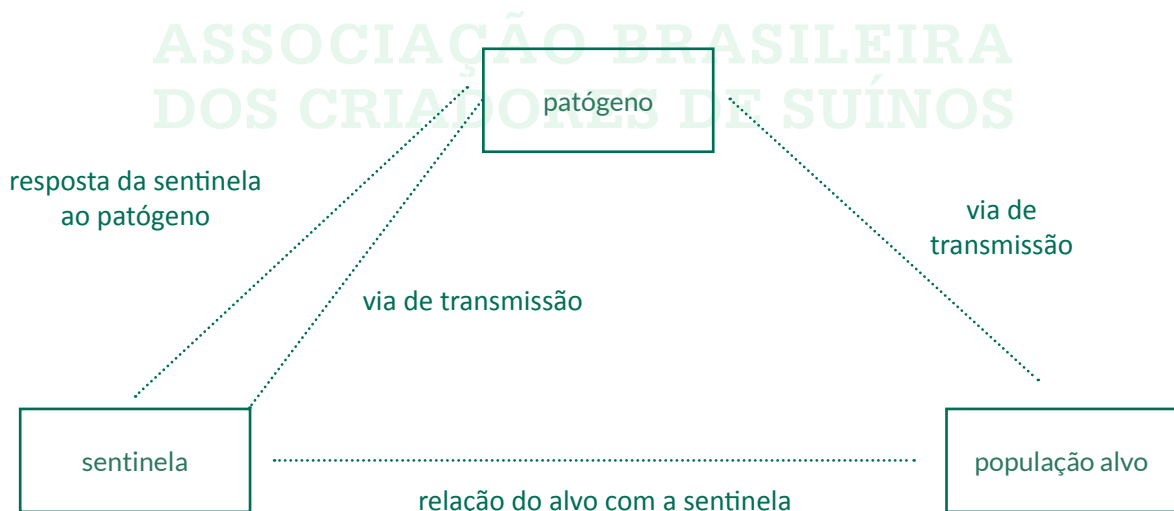 ASSOCIAÇÃO BRASILEIRA
DOS CRIADORES DE SUÍNOS
patógeno
resposta da sentinela
ao patógeno
via de
transmissão
via de transmissão
sentinela
população alvo
relação do alvo com a sentinela